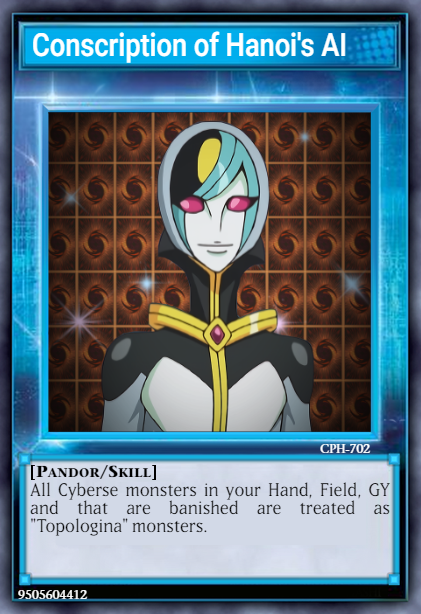 Conscription of Hanoi's AI
CPH-702
[Pandor/Skill]
All Cyberse monsters in your Hand, Field, GY
and that are banished are treated as
"Topologina" monsters.
9505604412